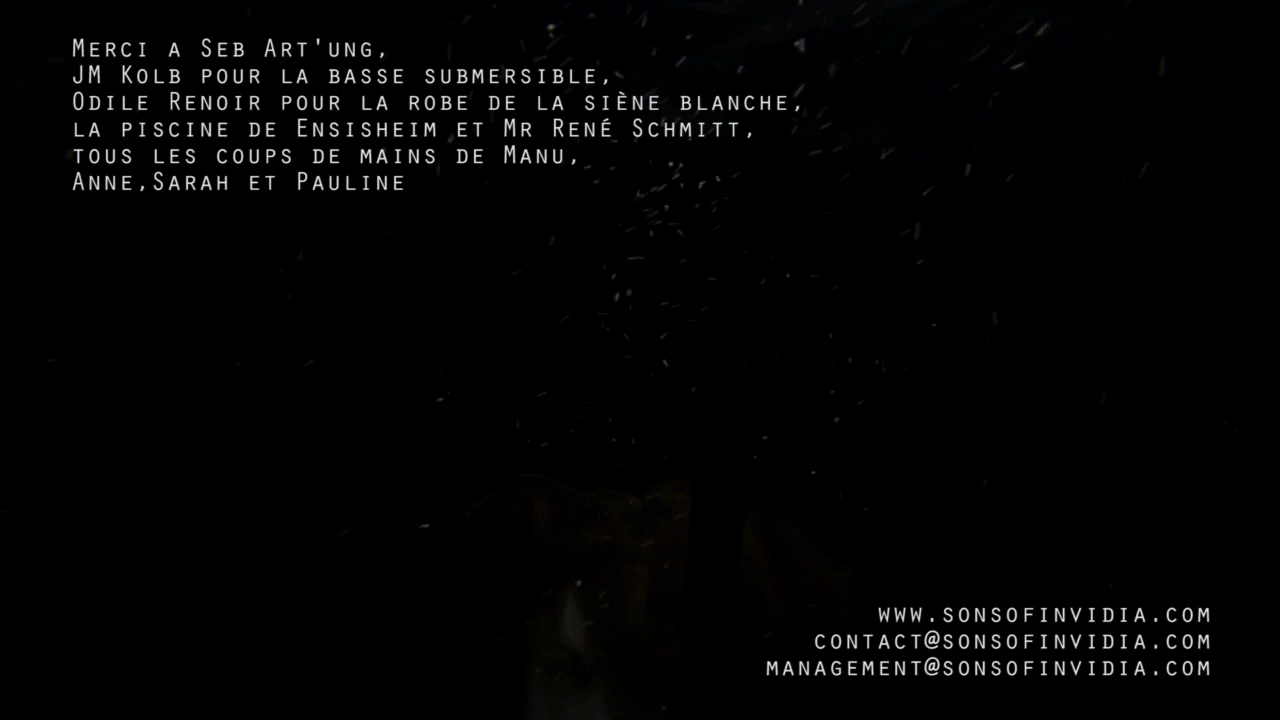 Merci a Seb Art'ung,
JM Kolb pour la basse submersible,
Odile Renoir pour la robe de la siène blanche,
la piscine de Ensisheim et Mr René Schmitt,
tous les coups de mains de Manu,
Anne,Sarah et Pauline
www.sonsofinvidia.com
contact@sonsofinvidia.com
management@sonsofinvidia.com